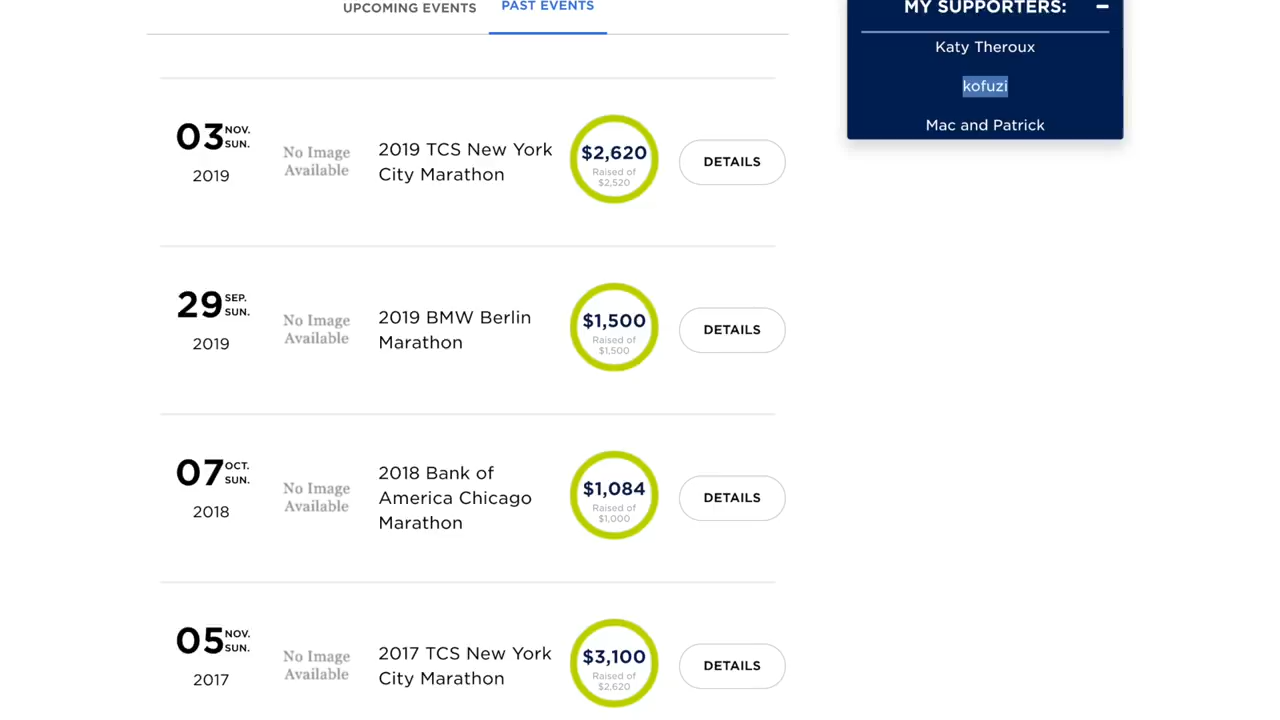 UPCOMING EVENTS
PAST EVENTS
03
NOV.
SUN.
2019
No Image
Available
2019 TCS New York
City Marathon
$2,620
Raised of
$2,520
DETAILS
29
SEP.
SUN.
2019
No Image
Available
2019 BMW Berlin
Marathon
$1,500
Raised of
$1,500
DETAILS
07
OCT.
SUN.
2018
No Image
Available
2018 Bank of
America Chicago
Marathon
$1,084
Raised of
$1,000
DETAILS
05
NOV.
SUN.
2017
No Image
Available
2017 TCS New York
City Marathon
$3,100
Raised of
$2,620
DETAILS
MY SUPPORTERS:
Katy Theroux
kofuzi
Mac and Patrick